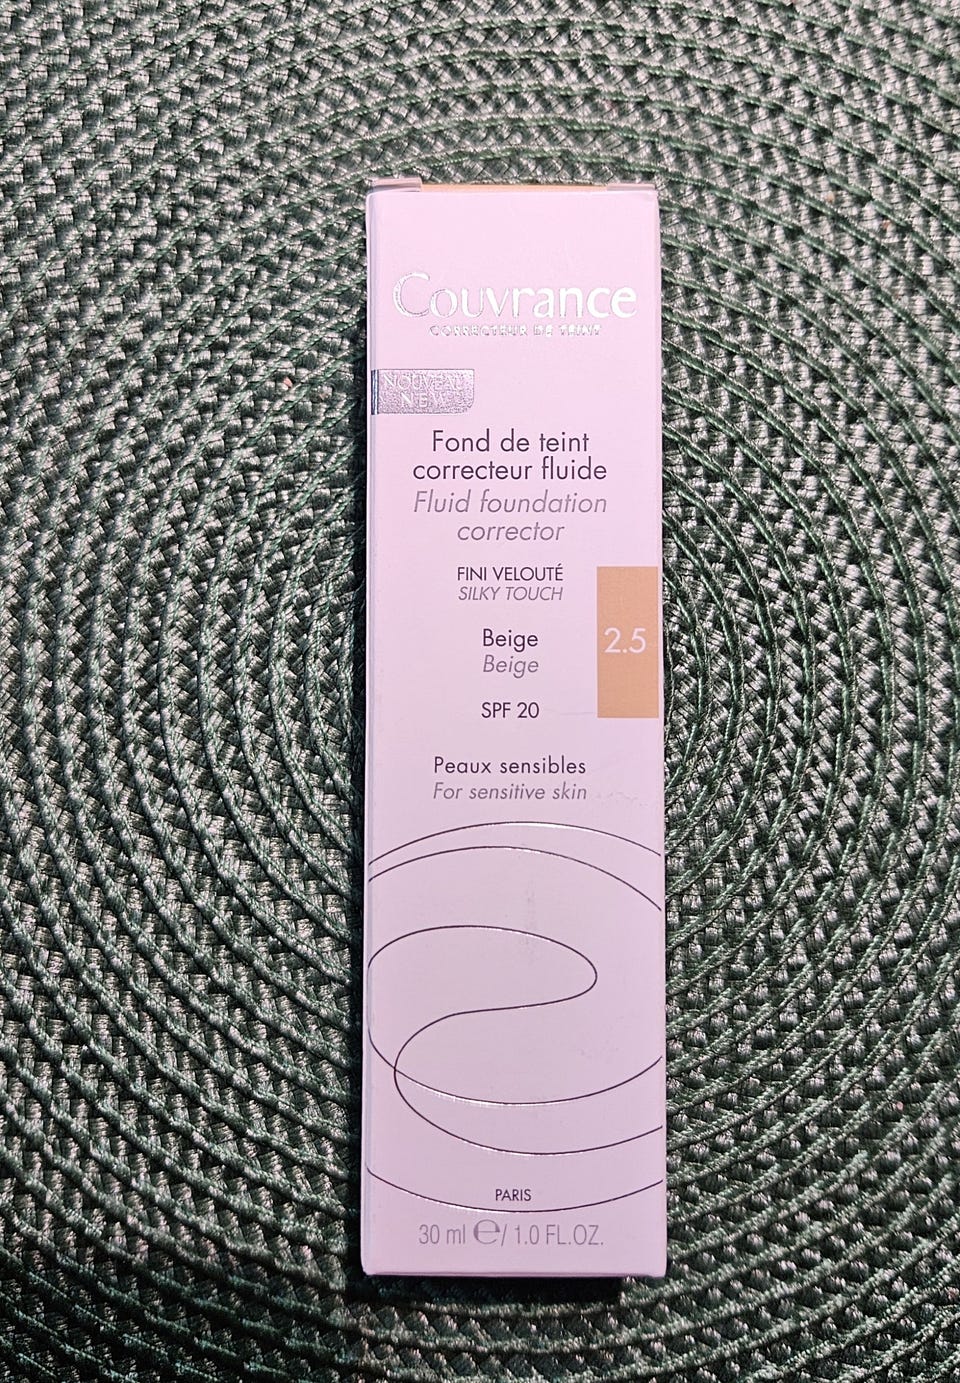 Couvrance
CORRECTEUR DE TEINT
NOUVEAU
NEW
Fond de teint
correcteur fluide
Fluid foundation
corrector
FINI VELOUTÉ
SILKY TOUCH
Beige
2.5
Beige
SPF 20
Peaux sensibles
For sensitive skin
PARIS
30 ml ℮/ 1.0 FL.OZ.